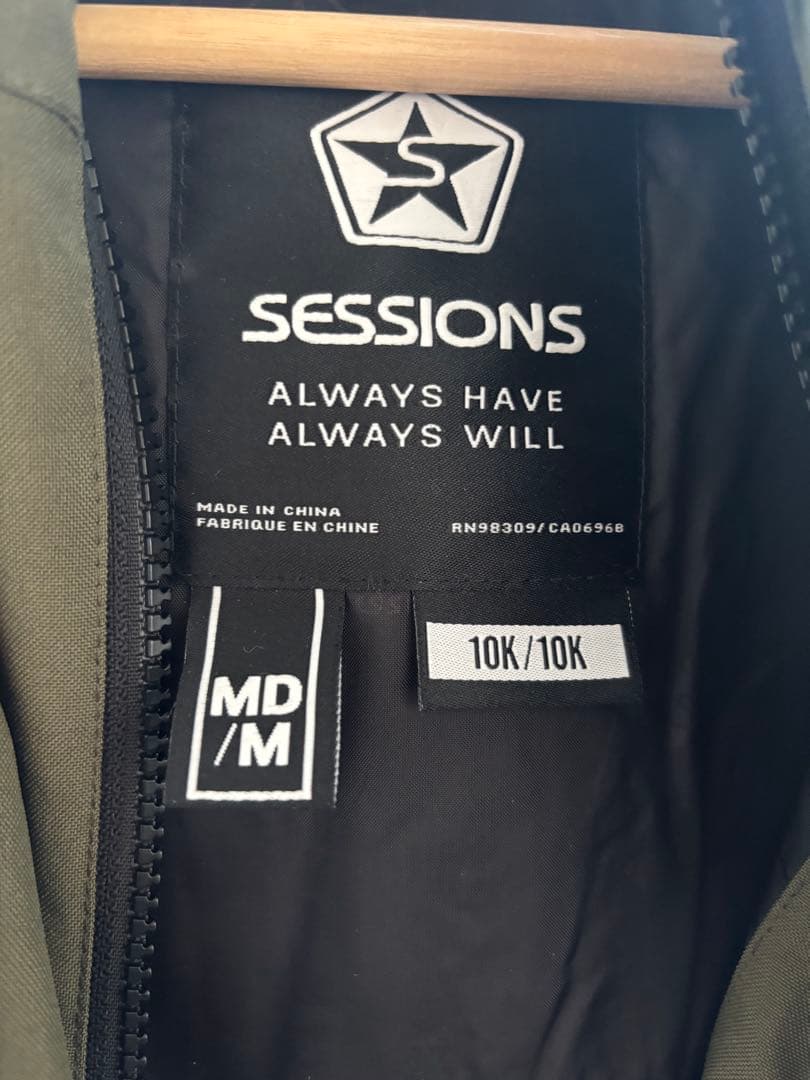 S
SESSIONS
ALWAYS HAVE
ALWAYS WILL
MADE IN CHINA
FABRIQUE EN CHINE
RN98309/CA06968
MD
/M
10K/10K